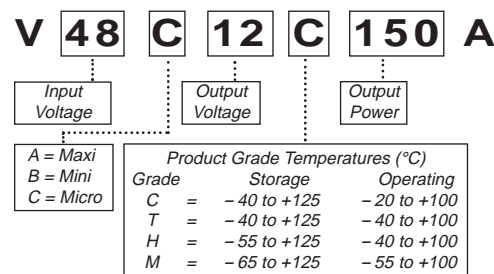 V 48 C 12 C 150 A
Input Voltage
Output Voltage
Output Power
A = Maxi
B = Mini
C = Micro
Product Grade Temperatures (°C)
Grade Storage Operating
C = – 40 to +125 – 20 to +100
T = – 40 to +125 – 40 to +100
H = – 55 to +125 – 40 to +100
M = – 65 to +125 – 55 to +100